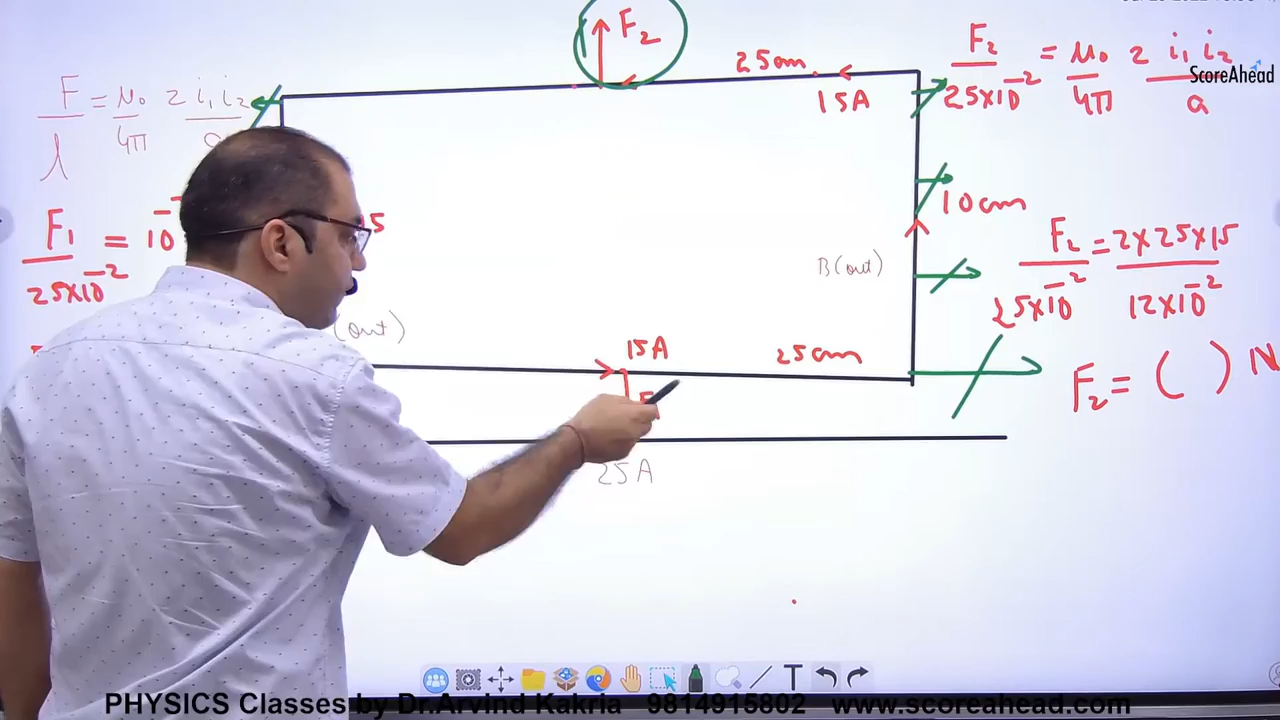 F₂
25cm
15A
F₂ / 25×10⁻² = μ₀ / 4π 2 i₁ i₂ / a
ScoreAhead
F / l = μ₀ / 4π 2 i₁ i₂
10cm
F₁ / 25×10⁻² = 10
15
F₂ / 25×10⁻² = 2×25×15 / 12×10⁻²
B(out)
(out)
15A
25cm
F₂ = ( ) N
25A
T
PHYSICS Classes by Dr.Arvind Kakria 9814915802 www.scoreahead.com